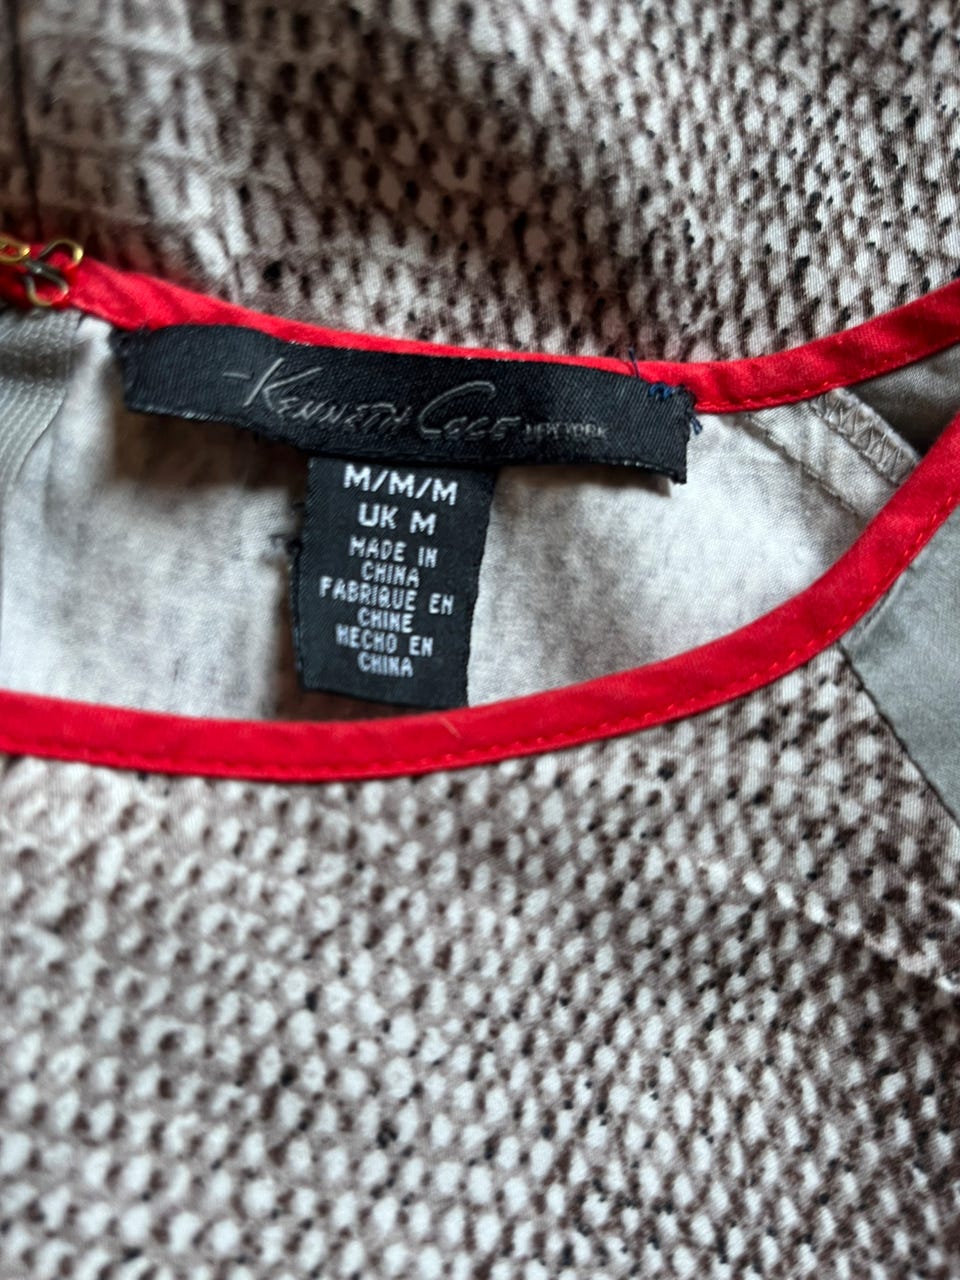 KENNETH COLE NEW YORK
M/M/M
UK M
MADE IN
CHINA
FABRIQUE EN
CHINE
HECHO EN
CHINA